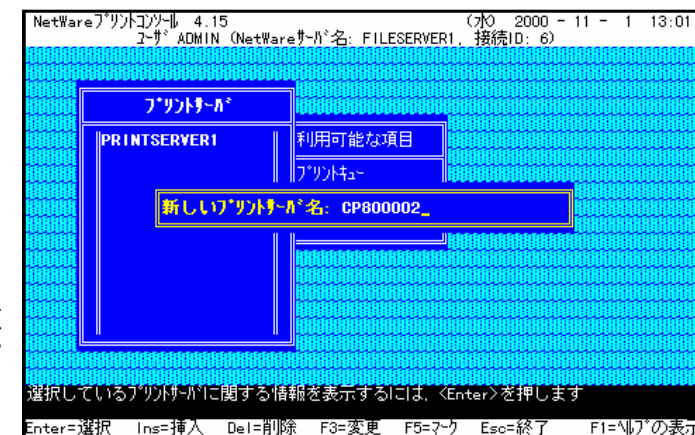 NetWareﾌﾟﾘﾝﾄｺﾝｿｰﾙ 4.15 (水) 2000 - 11 - 1 13:01
ﾕｰｻﾞ ADMIN (NetWareｻｰﾊﾞ名: FILESERVER1, 接続ID: 6)
ﾌﾟﾘﾝﾄｻｰﾊﾞ
PRINTSERVER1
利用可能な項目
ﾌﾟﾘﾝﾄｷｭｰ
新しいﾌﾟﾘﾝﾄｻｰﾊﾞ名: CP800002_
選択しているﾌﾟﾘﾝﾄｻｰﾊﾞに関する情報を表示するには, <Enter>を押します
Enter=選択 Ins=挿入 Del=削除 F3=変更 F5=ﾏｰｸ Esc=終了 F1=ﾍﾙﾌﾟの表示